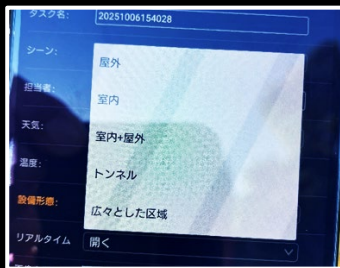 タスク名: 20251006154028
シーン:
屋外
担当者:
室内
天気:
室内+屋外
温度:
トンネル
設備形態:
広々とした区域
リアルタイム 開く